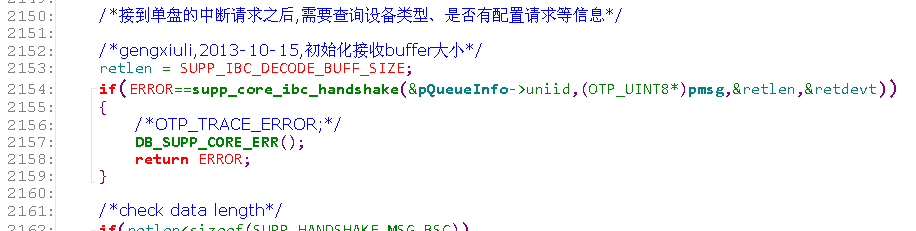 2150: /*接到单盘的中断请求之后,需要查询设备类型、是否有配置请求等信息*/
2151:
2152: /*gengxiuli,2013-10-15,初始化接收buffer大小*/
2153: retlen = SUPP_IBC_DECODE_BUFF_SIZE;
2154: if(ERROR==supp_core_ibc_handshake(&pQueueInfo->uniid,(OTP_UINT8*)pmsg,&retlen,&retdevt))
2155: {
2156: /*OTP_TRACE_ERROR;*/
2157: DB_SUPP_CORE_ERR();
2158: return ERROR;
2159: }
2160:
2161: /*check data length*/
2162: if(retlen<sizeof(SUPP_HANDSHAKE_MSG_BSC))